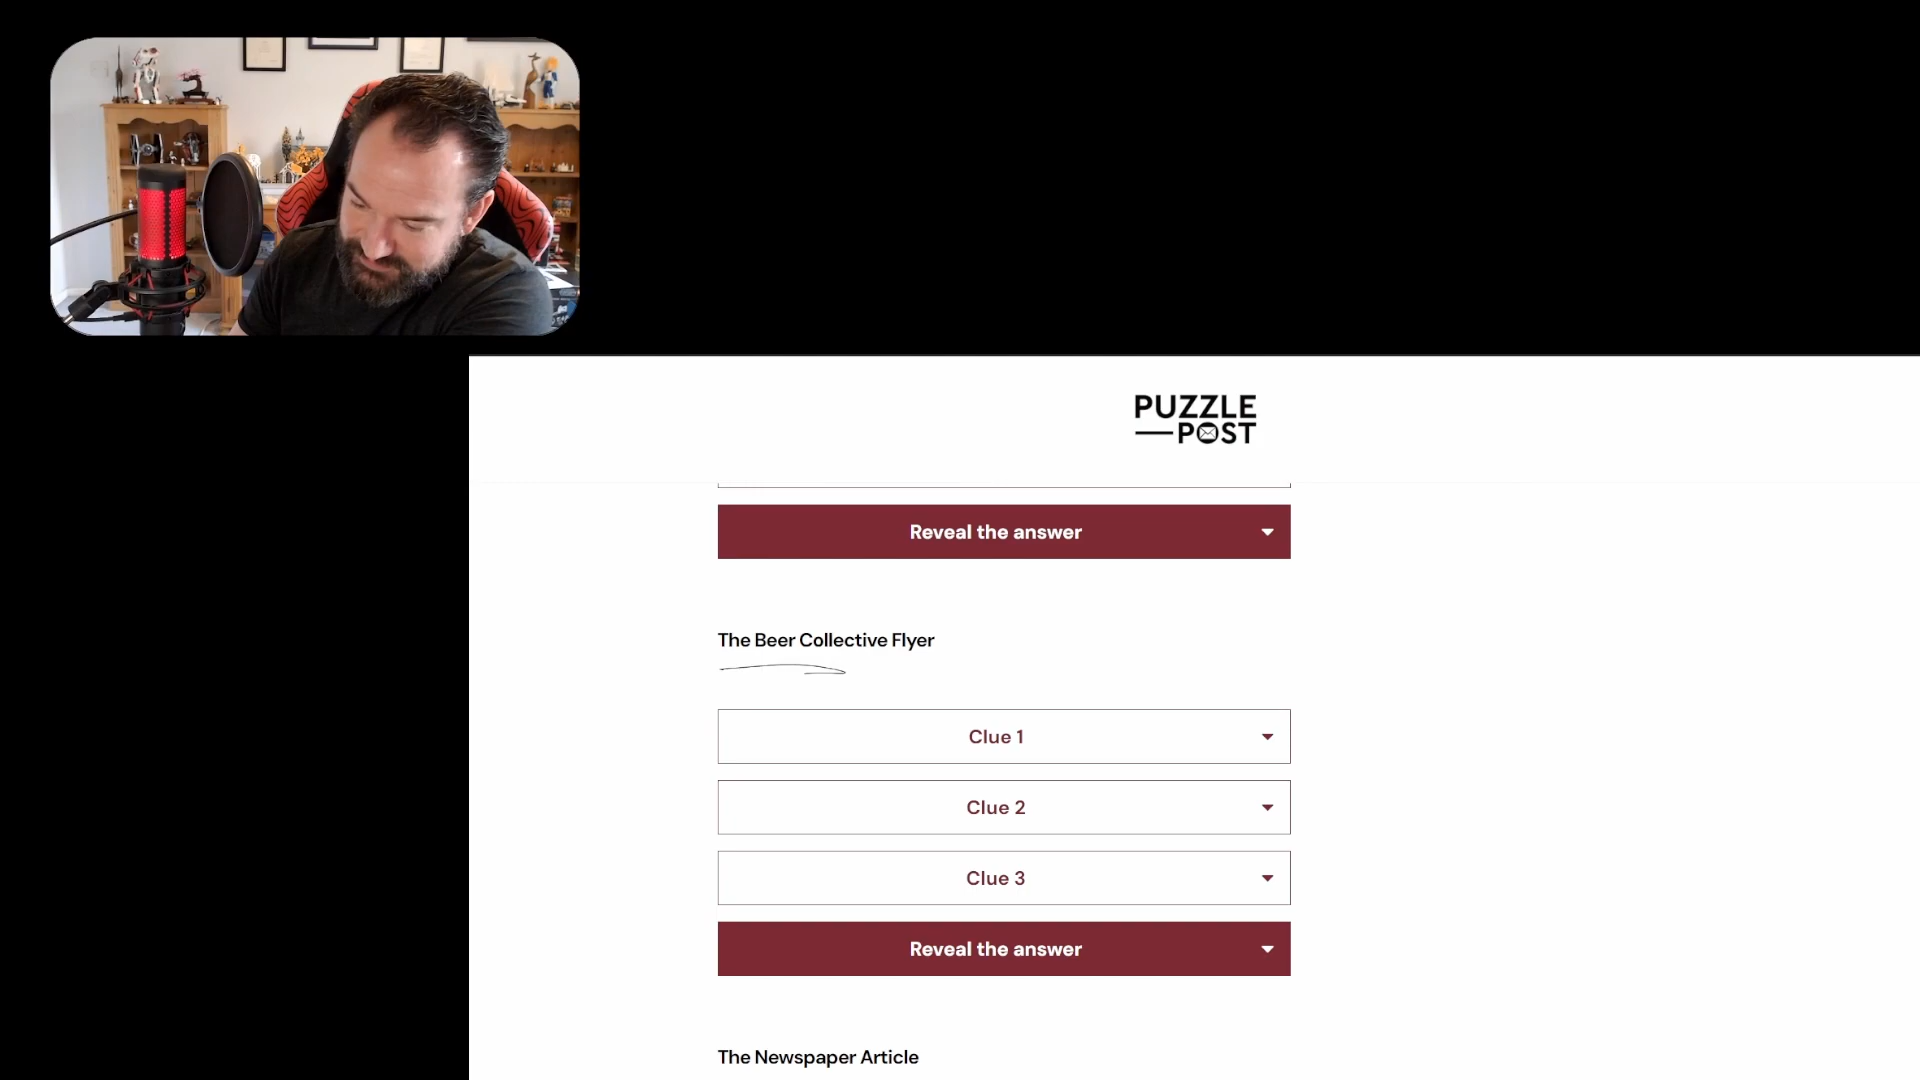 PUZZLE
POST
Reveal the answer
The Beer Collective Flyer
Clue 1
Clue 2
Clue 3
Reveal the answer
The Newspaper Article